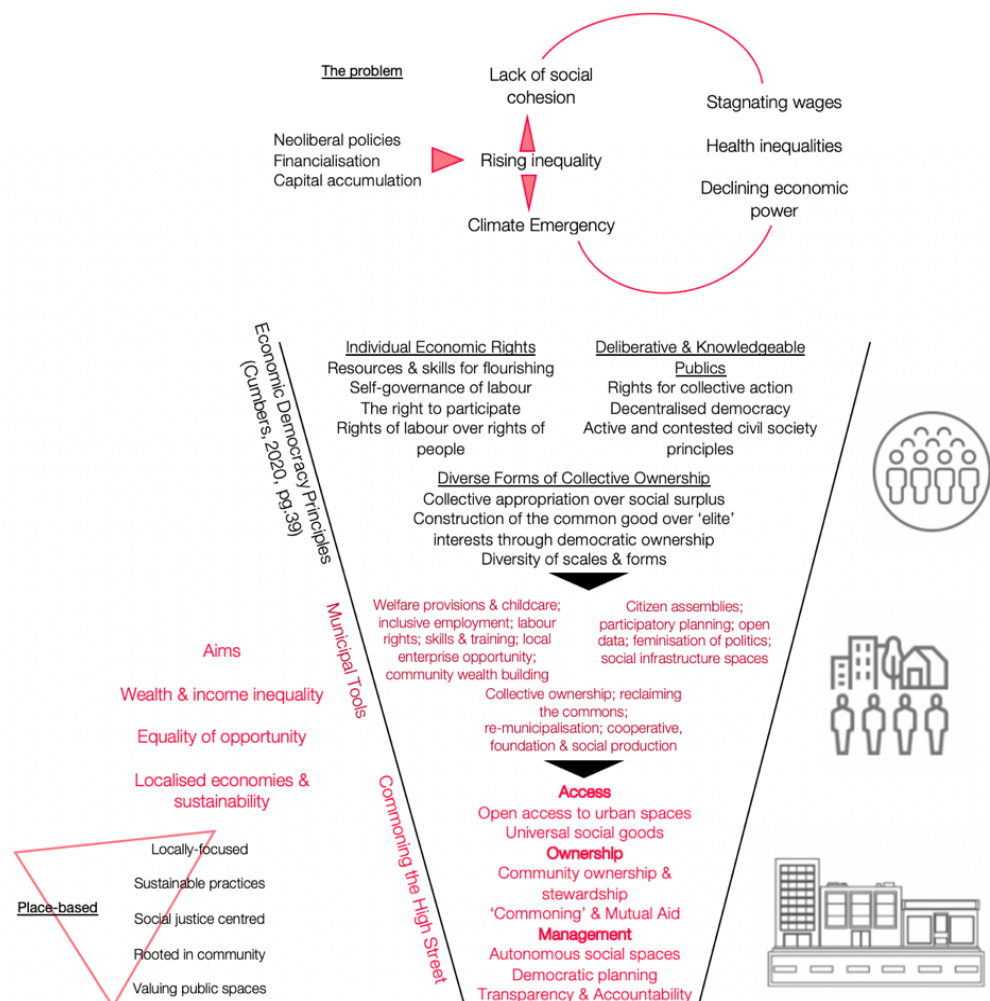 The problem
Lack of social
cohesion
Stagnating wages
Neoliberal policies
Financialisation
Capital accumulation
Rising inequality
Health inequalities
Declining economic
power
Climate Emergency
Economic Democracy Principles
(Cumbers, 2020, pg.39)
Individual Economic Rights
Resources & skills for flourishing
Self-governance of labour
The right to participate
Rights of labour over rights of
people
Deliberative & Knowledgeable
Publics
Rights for collective action
Decentralised democracy
Active and contested civil society
principles
Diverse Forms of Collective Ownership
Collective appropriation over social surplus
Construction of the common good over ‘elite’
interests through democratic ownership
Diversity of scales & forms
Municipal Tools
Welfare provisions & childcare;
inclusive employment; labour
rights; skills & training; local
enterprise opportunity;
community wealth building
Citizen assemblies;
participatory planning; open
data; feminisation of politics;
social infrastructure spaces
Collective ownership; reclaiming
the commons;
re-municipalisation; cooperative,
foundation & social production
Aims
Wealth & income inequality
Equality of opportunity
Localised economies &
sustainability
Commoning the High Street
Access
Open access to urban spaces
Universal social goods
Ownership
Community ownership &
stewardship
‘Commoning’ & Mutual Aid
Management
Autonomous social spaces
Democratic planning
Transparency & Accountability
Place-based
Locally-focused
Sustainable practices
Social justice centred
Rooted in community
Valuing public spaces